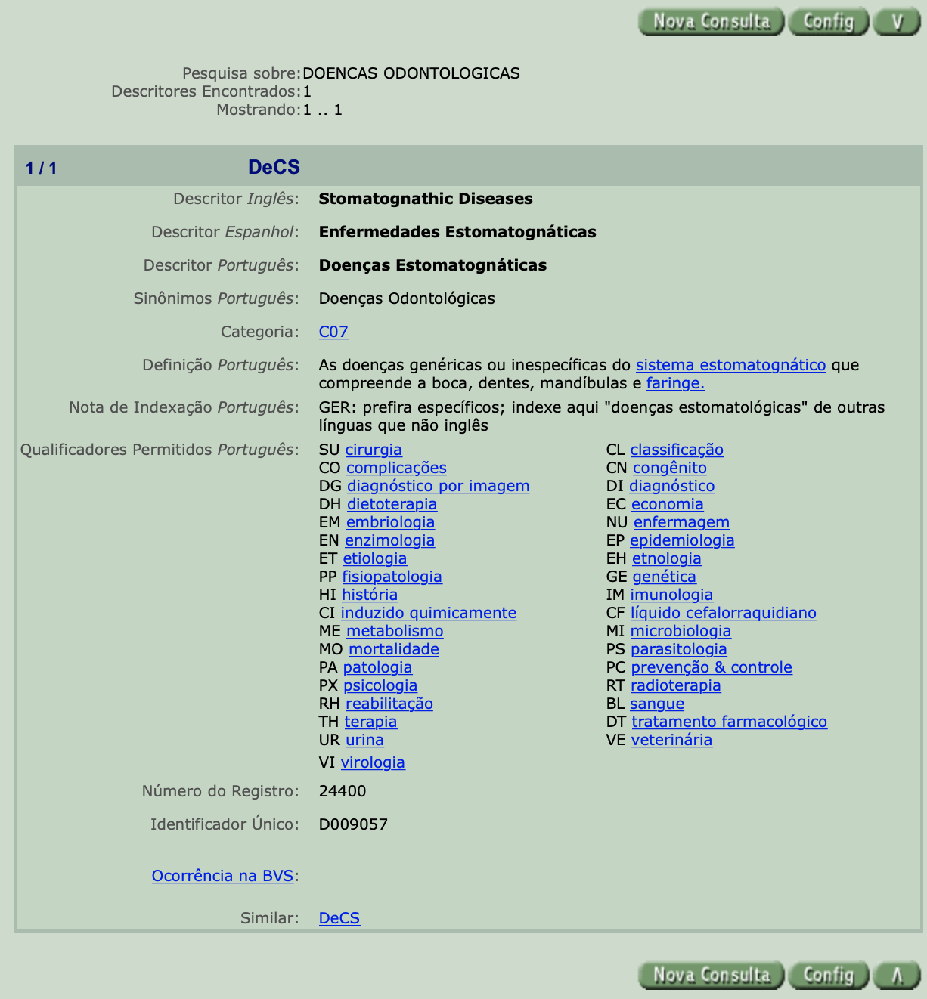 Nova Consulta Config V
Pesquisa sobre: DOENCAS ODONTOLOGICAS
Descritores Encontrados: 1
Mostrando: 1 .. 1
1 / 1 DeCS
Descritor Inglês: Stomatognathic Diseases
Descritor Espanhol: Enfermedades Estomatognáticas
Descritor Português: Doenças Estomatognáticas
Sinônimos Português: Doenças Odontológicas
Categoria: C07
Definição Português: As doenças genéricas ou inespecíficas do sistema estomatognático que
compreende a boca, dentes, mandíbulas e faringe.
Nota de Indexação Português: GER: prefira específicos; indexe aqui "doenças estomatológicas" de outras
línguas que não inglês
Qualificadores Permitidos Português: SU cirurgia CL classificação
CO complicações CN congênito
DG diagnóstico por imagem DI diagnóstico
DH dietoterapia EC economia
EM embriologia NU enfermagem
EN enzimologia EP epidemiologia
ET etiologia EH etnologia
PP fisiopatologia GE genética
HI história IM imunologia
CI induzido quimicamente CF líquido cefalorraquidiano
ME metabolismo MI microbiologia
MO mortalidade PS parasitologia
PA patologia PC prevenção & controle
PX psicologia RT radioterapia
RH reabilitação BL sangue
TH terapia DT tratamento farmacológico
UR urina VE veterinária
VI virologia
Número do Registro: 24400
Identificador Único: D009057
Ocorrência na BVS:
Similar: DeCS
Nova Consulta Config Λ